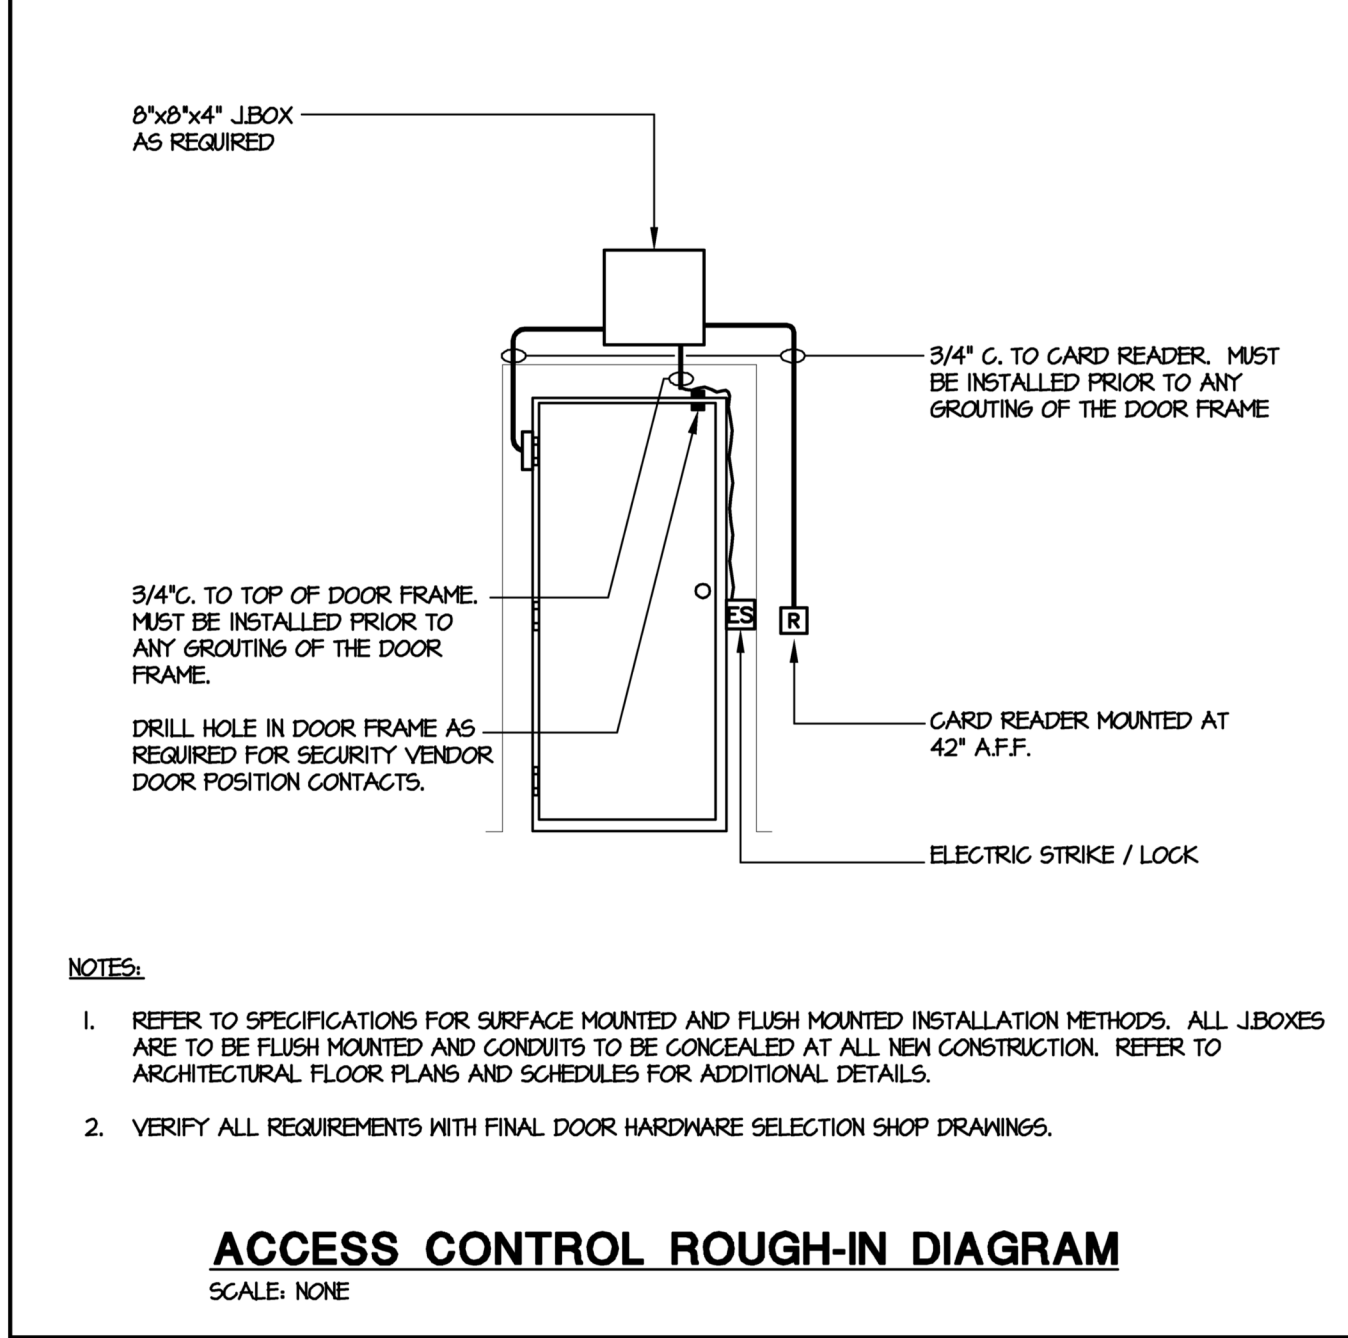 8"x8"x4" J.BOX
AS REQUIRED
3/4" C. TO CARD READER. MUST
BE INSTALLED PRIOR TO ANY
GROUTING OF THE DOOR FRAME
3/4"C. TO TOP OF DOOR FRAME.
MUST BE INSTALLED PRIOR TO
ANY GROUTING OF THE DOOR
FRAME.
ES
R
DRILL HOLE IN DOOR FRAME AS
REQUIRED FOR SECURITY VENDOR
DOOR POSITION CONTACTS.
CARD READER MOUNTED AT
42" A.F.F.
ELECTRIC STRIKE / LOCK
NOTES:
1. REFER TO SPECIFICATIONS FOR SURFACE MOUNTED AND FLUSH MOUNTED INSTALLATION METHODS. ALL J.BOXES
ARE TO BE FLUSH MOUNTED AND CONDUITS TO BE CONCEALED AT ALL NEW CONSTRUCTION. REFER TO
ARCHITECTURAL FLOOR PLANS AND SCHEDULES FOR ADDITIONAL DETAILS.
2. VERIFY ALL REQUIREMENTS WITH FINAL DOOR HARDWARE SELECTION SHOP DRAWINGS.
ACCESS CONTROL ROUGH-IN DIAGRAM
SCALE: NONE